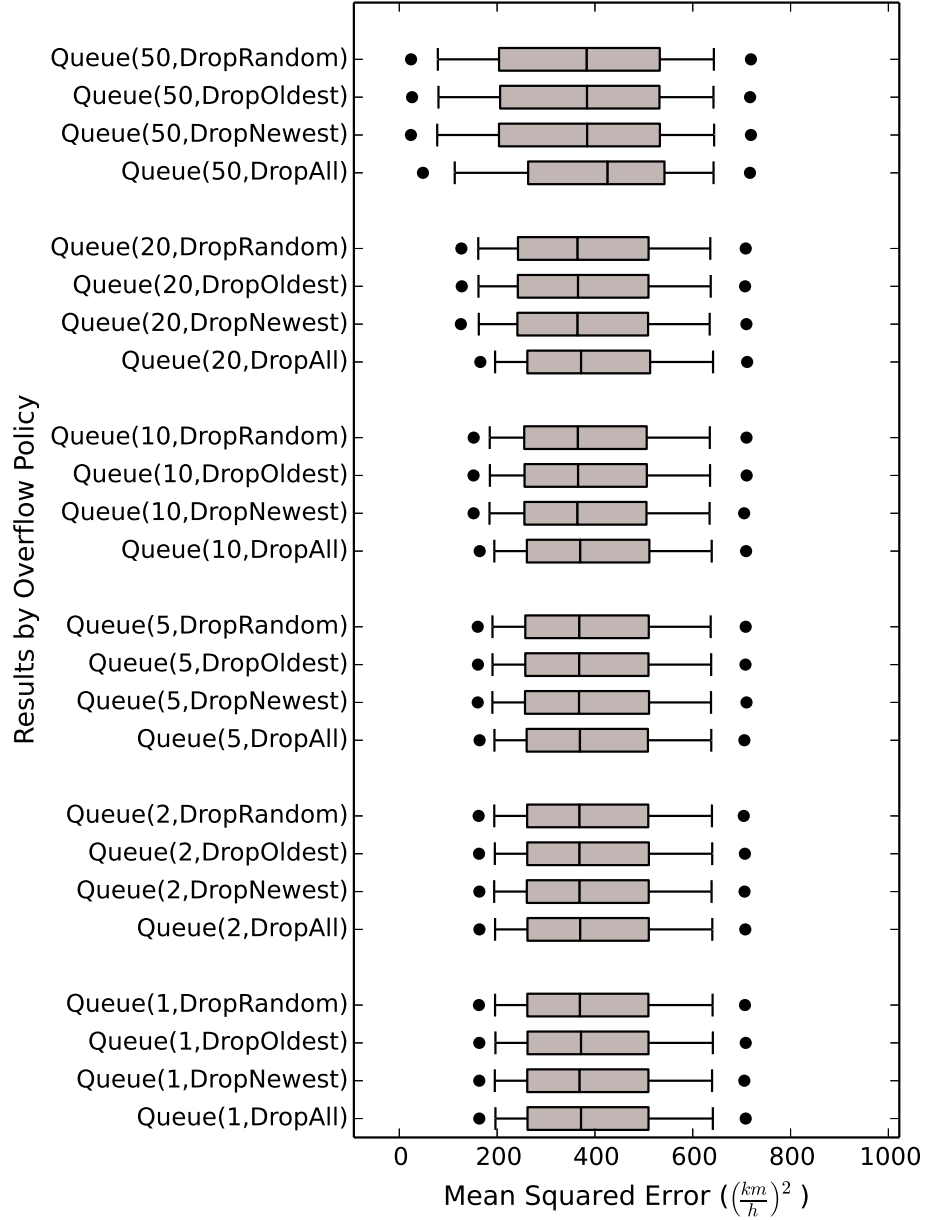 Results by Overflow Policy
Queue(50,DropRandom)
Queue(50,DropOldest)
Queue(50,DropNewest)
Queue(50,DropAll)
Queue(20,DropRandom)
Queue(20,DropOldest)
Queue(20,DropNewest)
Queue(20,DropAll)
Queue(10,DropRandom)
Queue(10,DropOldest)
Queue(10,DropNewest)
Queue(10,DropAll)
Queue(5,DropRandom)
Queue(5,DropOldest)
Queue(5,DropNewest)
Queue(5,DropAll)
Queue(2,DropRandom)
Queue(2,DropOldest)
Queue(2,DropNewest)
Queue(2,DropAll)
Queue(1,DropRandom)
Queue(1,DropOldest)
Queue(1,DropNewest)
Queue(1,DropAll)
0 200 400 600 800 1000
Mean Squared Error ((km/h)² )